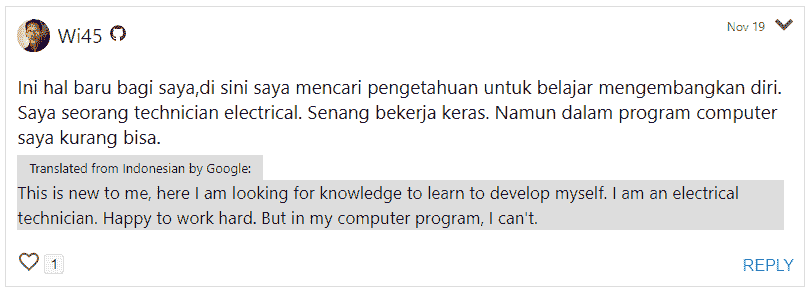 Wi45
Nov 19
Ini hal baru bagi saya,di sini saya mencari pengetahuan untuk belajar mengembangkan diri.
Saya seorang technician electrical. Senang bekerja keras. Namun dalam program computer
saya kurang bisa.
Translated from Indonesian by Google:
This is new to me, here I am looking for knowledge to learn to develop myself. I am an electrical
technician. Happy to work hard. But in my computer program, I can't.
1
REPLY